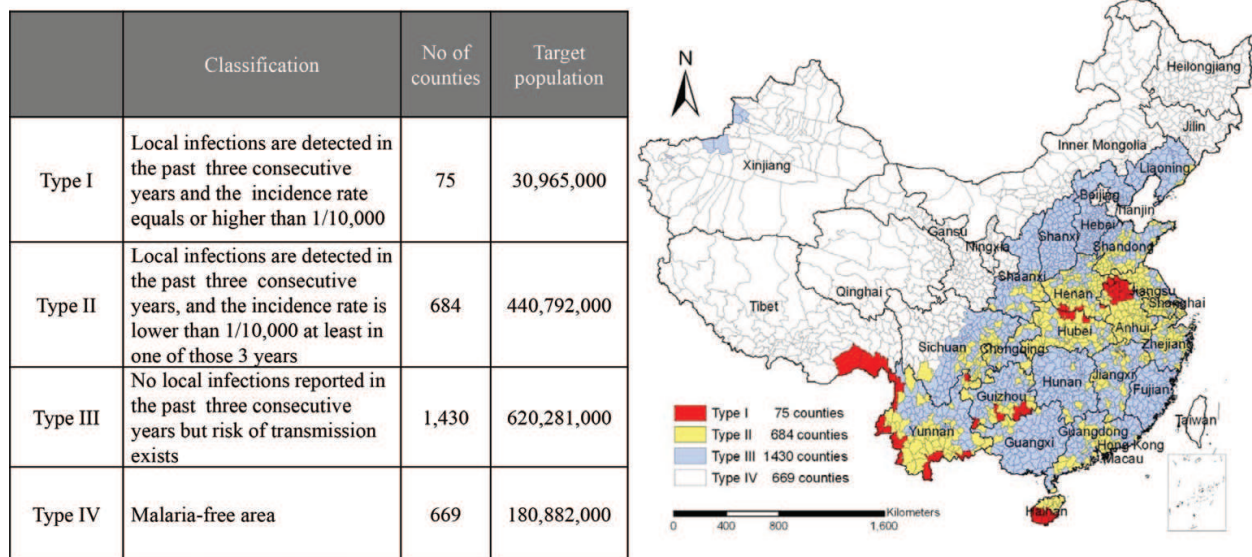 Classification
No of
counties
Target
population
Type I
Local infections are detected in
the past three consecutive
years and the incidence rate
equals or higher than 1/10,000
75
30,965,000
Type II
Local infections are detected in
the past three consecutive
years, and the incidence rate is
lower than 1/10,000 at least in
one of those 3 years
684
440,792,000
Type III
No local infections reported in
the past three consecutive
years but risk of transmission
exists
1,430
620,281,000
Type IV
Malaria-free area
669
180,882,000
N
Heilongjiang
Jilin
Inner Mongolia
Liaoning
Xinjiang
Beijing
Tianjin
Hebei
Gansu
Ningxia
Shanxi
Shandong
Shaanxi
Qinghai
Henan
Jiangsu
Shanghai
Tibet
Hubei
Anhui
Zhejiang
Sichuan
Chongqing
Hunan
Jiangxi
Fujian
Guizhou
Taiwan
Yunnan
Guangxi
Guangdong
Hong Kong
Macau
Hainan
Type I 75 counties
Type II 684 counties
Type III 1430 counties
Type IV 669 counties
Kilometers
0 400 800 1,600